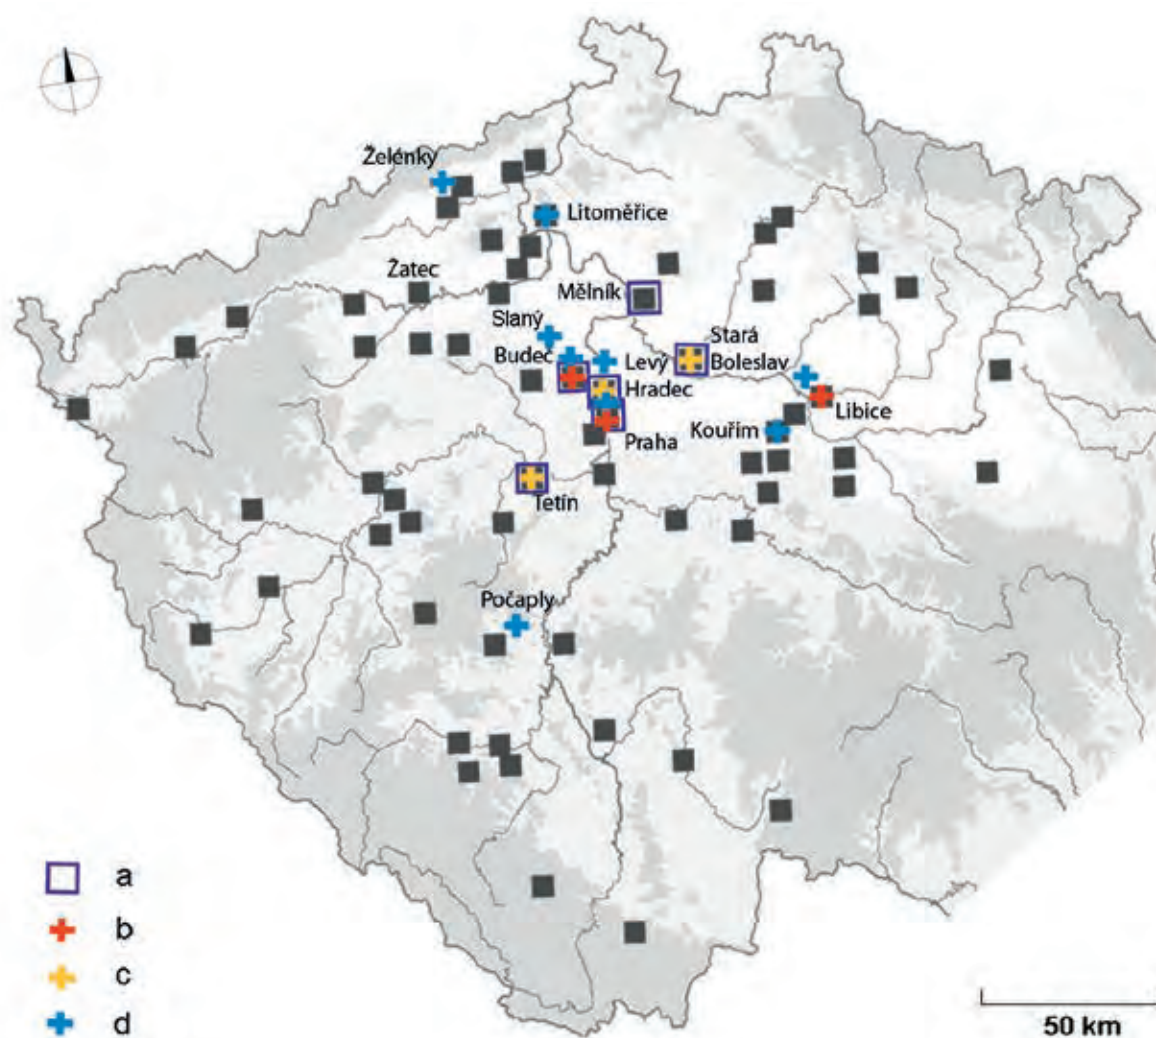 Želénky
Litoměřice
Žatec
Mělník
Slaný
Stará
Boleslav
Budeč
Levý
Hradec
Libice
Kouřim
Praha
Tetín
Počaply
a
b
c
d
50 km